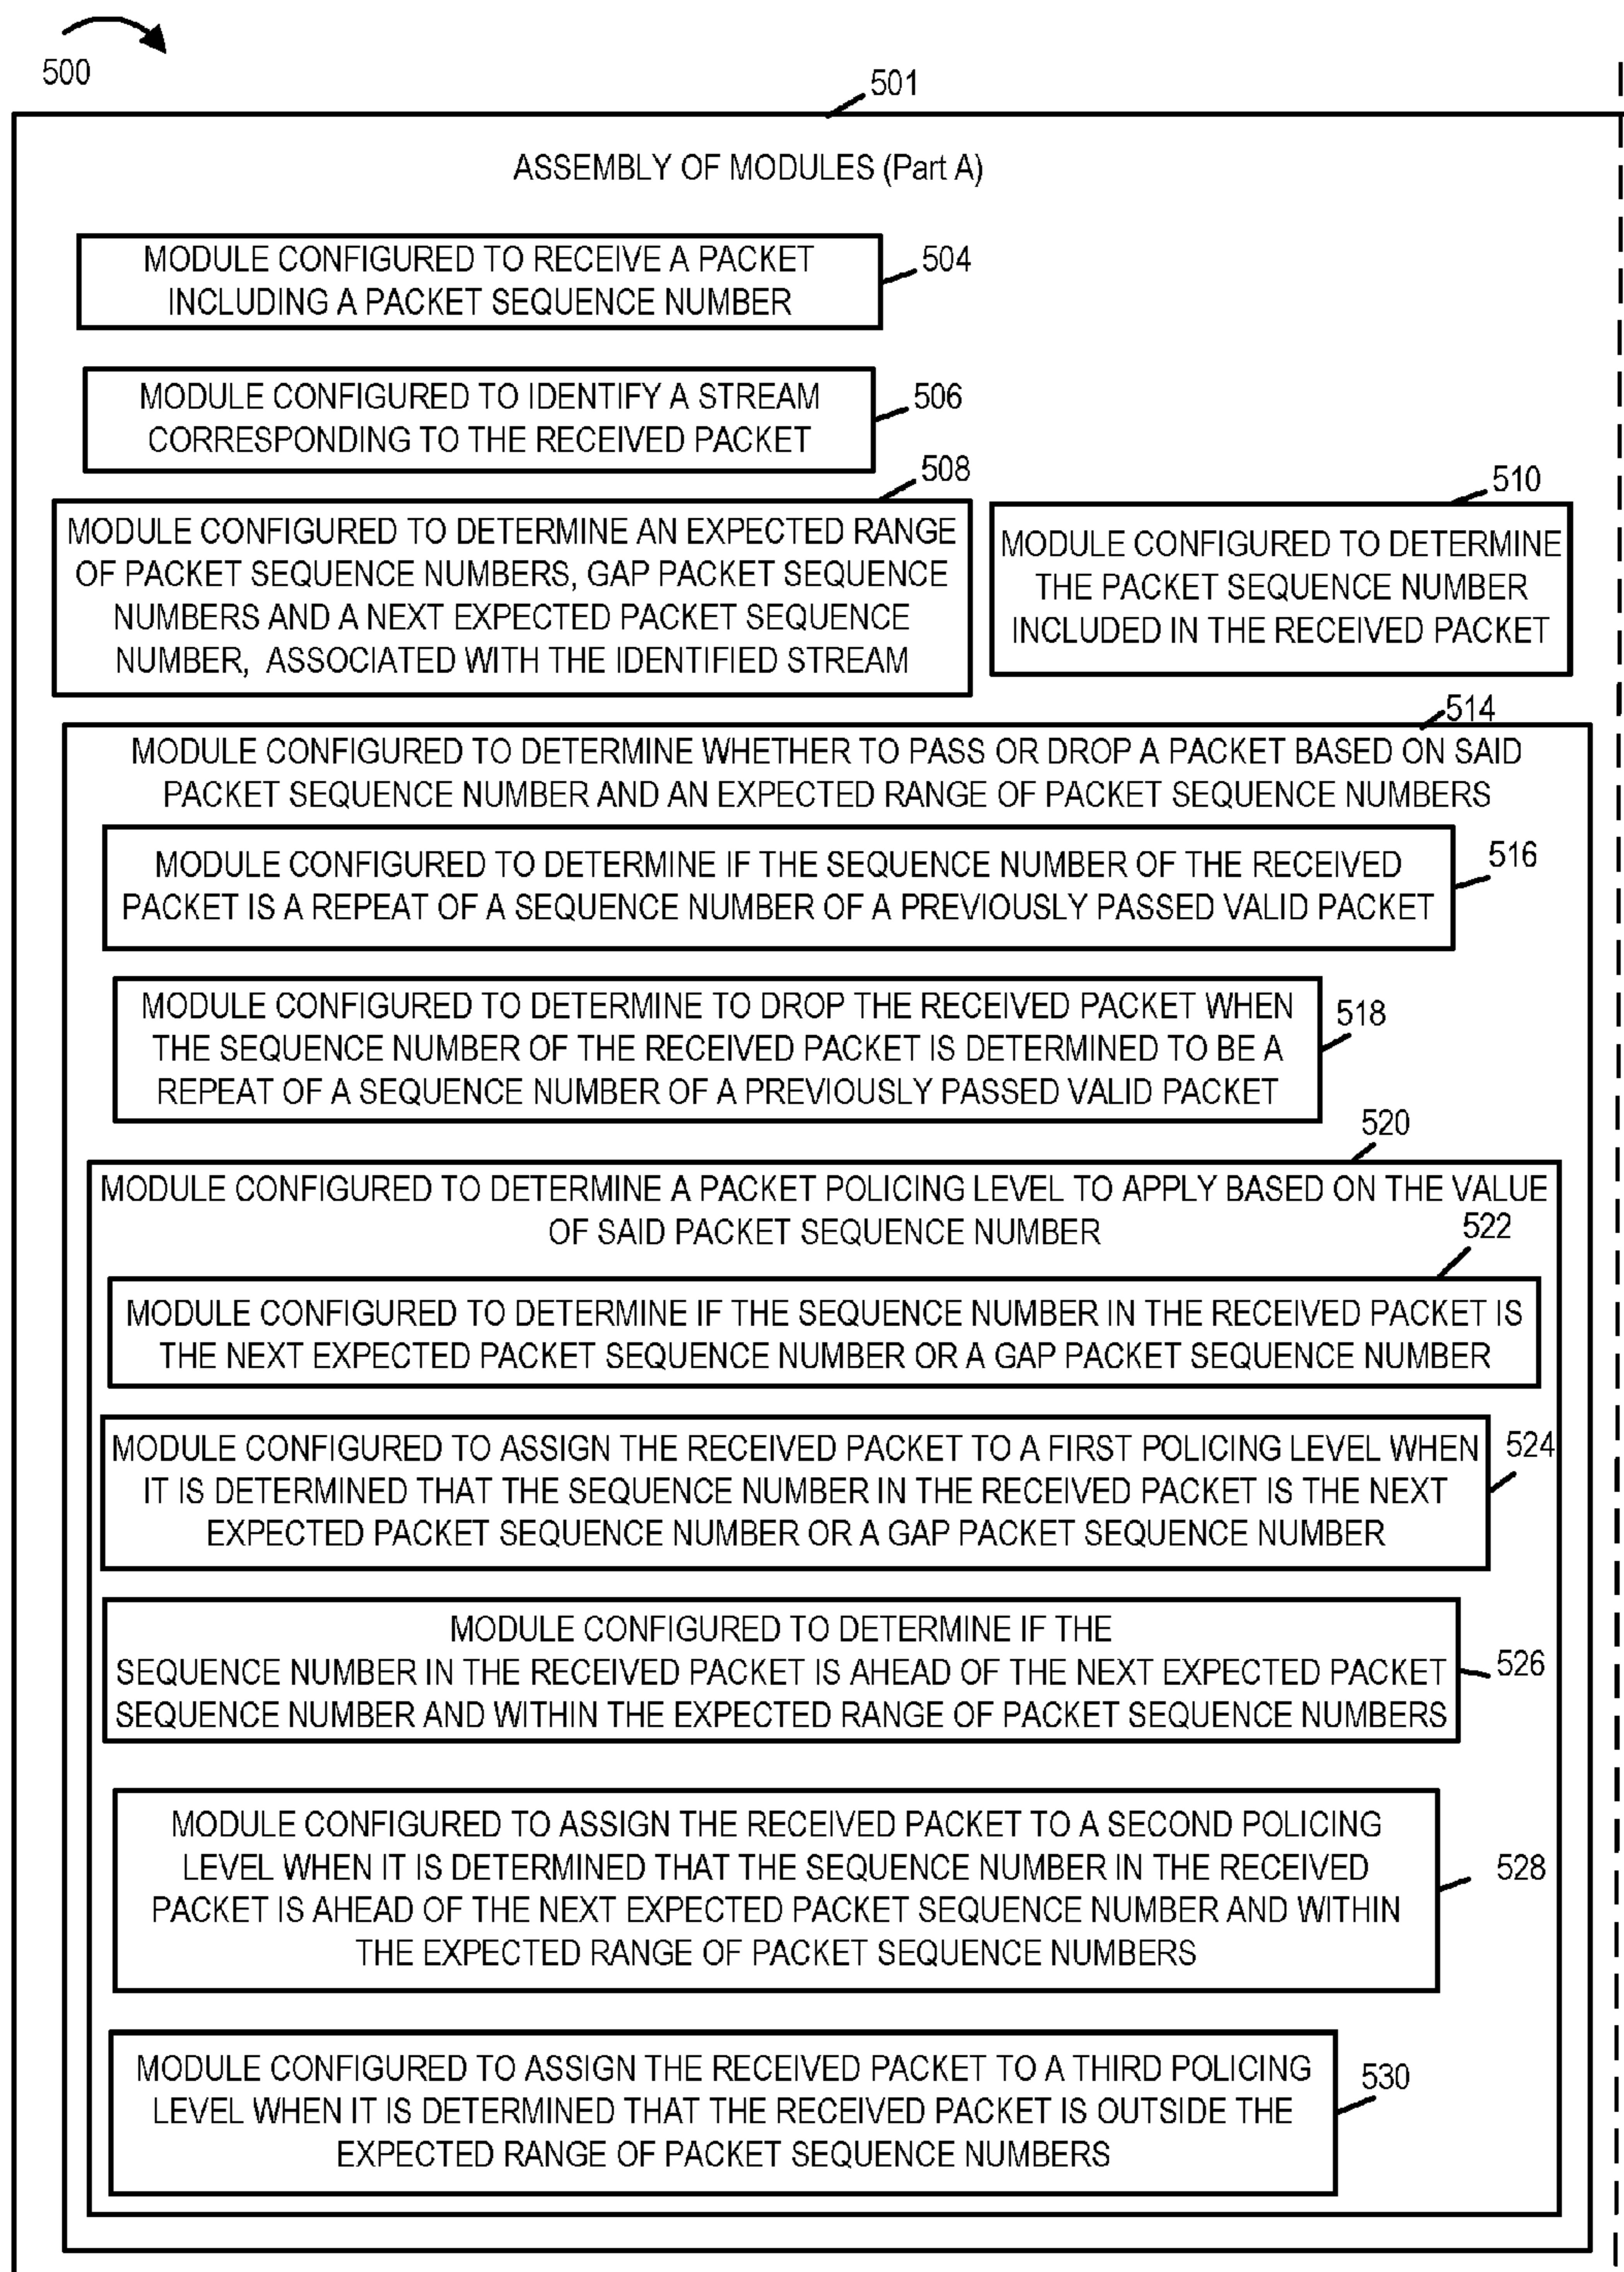 500
501
ASSEMBLY OF MODULES (Part A)
MODULE CONFIGURED TO RECEIVE A PACKET
INCLUDING A PACKET SEQUENCE NUMBER
504
MODULE CONFIGURED TO IDENTIFY A STREAM
CORRESPONDING TO THE RECEIVED PACKET
506
508
MODULE CONFIGURED TO DETERMINE AN EXPECTED RANGE
OF PACKET SEQUENCE NUMBERS, GAP PACKET SEQUENCE
NUMBERS AND A NEXT EXPECTED PACKET SEQUENCE
NUMBER, ASSOCIATED WITH THE IDENTIFIED STREAM
510
MODULE CONFIGURED TO DETERMINE
THE PACKET SEQUENCE NUMBER
INCLUDED IN THE RECEIVED PACKET
514
MODULE CONFIGURED TO DETERMINE WHETHER TO PASS OR DROP A PACKET BASED ON SAID
PACKET SEQUENCE NUMBER AND AN EXPECTED RANGE OF PACKET SEQUENCE NUMBERS
MODULE CONFIGURED TO DETERMINE IF THE SEQUENCE NUMBER OF THE RECEIVED
PACKET IS A REPEAT OF A SEQUENCE NUMBER OF A PREVIOUSLY PASSED VALID PACKET
516
MODULE CONFIGURED TO DETERMINE TO DROP THE RECEIVED PACKET WHEN
THE SEQUENCE NUMBER OF THE RECEIVED PACKET IS DETERMINED TO BE A
REPEAT OF A SEQUENCE NUMBER OF A PREVIOUSLY PASSED VALID PACKET
518
520
MODULE CONFIGURED TO DETERMINE A PACKET POLICING LEVEL TO APPLY BASED ON THE VALUE
OF SAID PACKET SEQUENCE NUMBER
522
MODULE CONFIGURED TO DETERMINE IF THE SEQUENCE NUMBER IN THE RECEIVED PACKET IS
THE NEXT EXPECTED PACKET SEQUENCE NUMBER OR A GAP PACKET SEQUENCE NUMBER
MODULE CONFIGURED TO ASSIGN THE RECEIVED PACKET TO A FIRST POLICING LEVEL WHEN
IT IS DETERMINED THAT THE SEQUENCE NUMBER IN THE RECEIVED PACKET IS THE NEXT
EXPECTED PACKET SEQUENCE NUMBER OR A GAP PACKET SEQUENCE NUMBER
524
MODULE CONFIGURED TO DETERMINE IF THE
SEQUENCE NUMBER IN THE RECEIVED PACKET IS AHEAD OF THE NEXT EXPECTED PACKET
SEQUENCE NUMBER AND WITHIN THE EXPECTED RANGE OF PACKET SEQUENCE NUMBERS
526
MODULE CONFIGURED TO ASSIGN THE RECEIVED PACKET TO A SECOND POLICING
LEVEL WHEN IT IS DETERMINED THAT THE SEQUENCE NUMBER IN THE RECEIVED
PACKET IS AHEAD OF THE NEXT EXPECTED PACKET SEQUENCE NUMBER AND WITHIN
THE EXPECTED RANGE OF PACKET SEQUENCE NUMBERS
528
MODULE CONFIGURED TO ASSIGN THE RECEIVED PACKET TO A THIRD POLICING
LEVEL WHEN IT IS DETERMINED THAT THE RECEIVED PACKET IS OUTSIDE THE
EXPECTED RANGE OF PACKET SEQUENCE NUMBERS
530